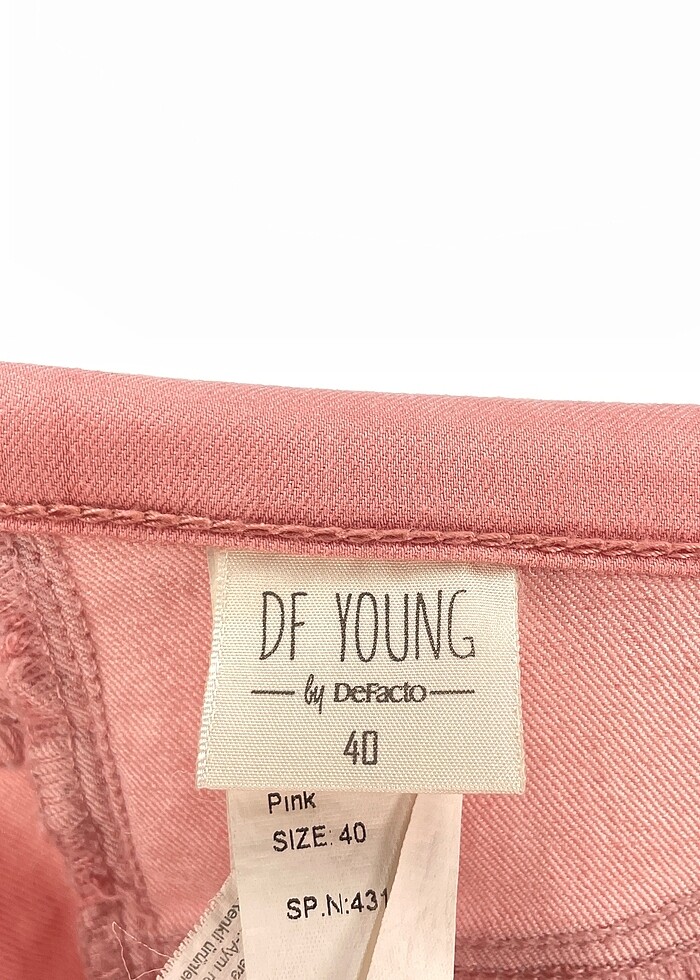 DF YOUNG
by DeFacto
40
Pink
SIZE: 40
SP.N:431